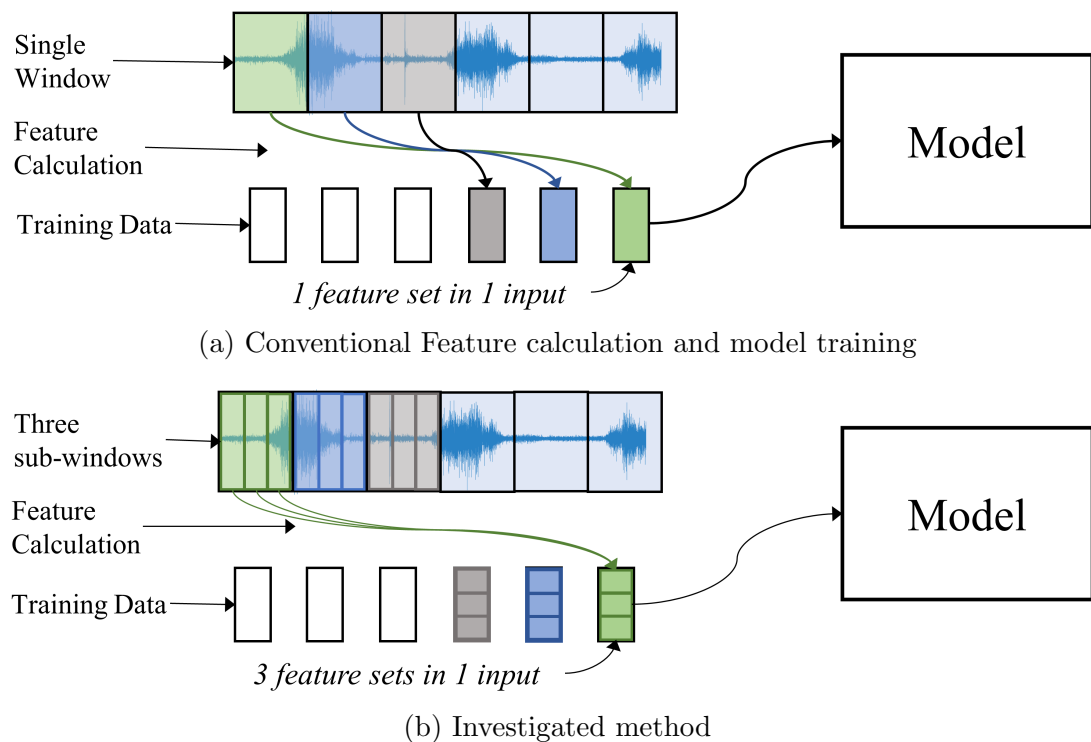 Single
Window
Feature
Calculation
Training Data
1 feature set in 1 input
Model
(a) Conventional Feature calculation and model training
Three
sub-windows
Feature
Calculation
Training Data
3 feature sets in 1 input
Model
(b) Investigated method